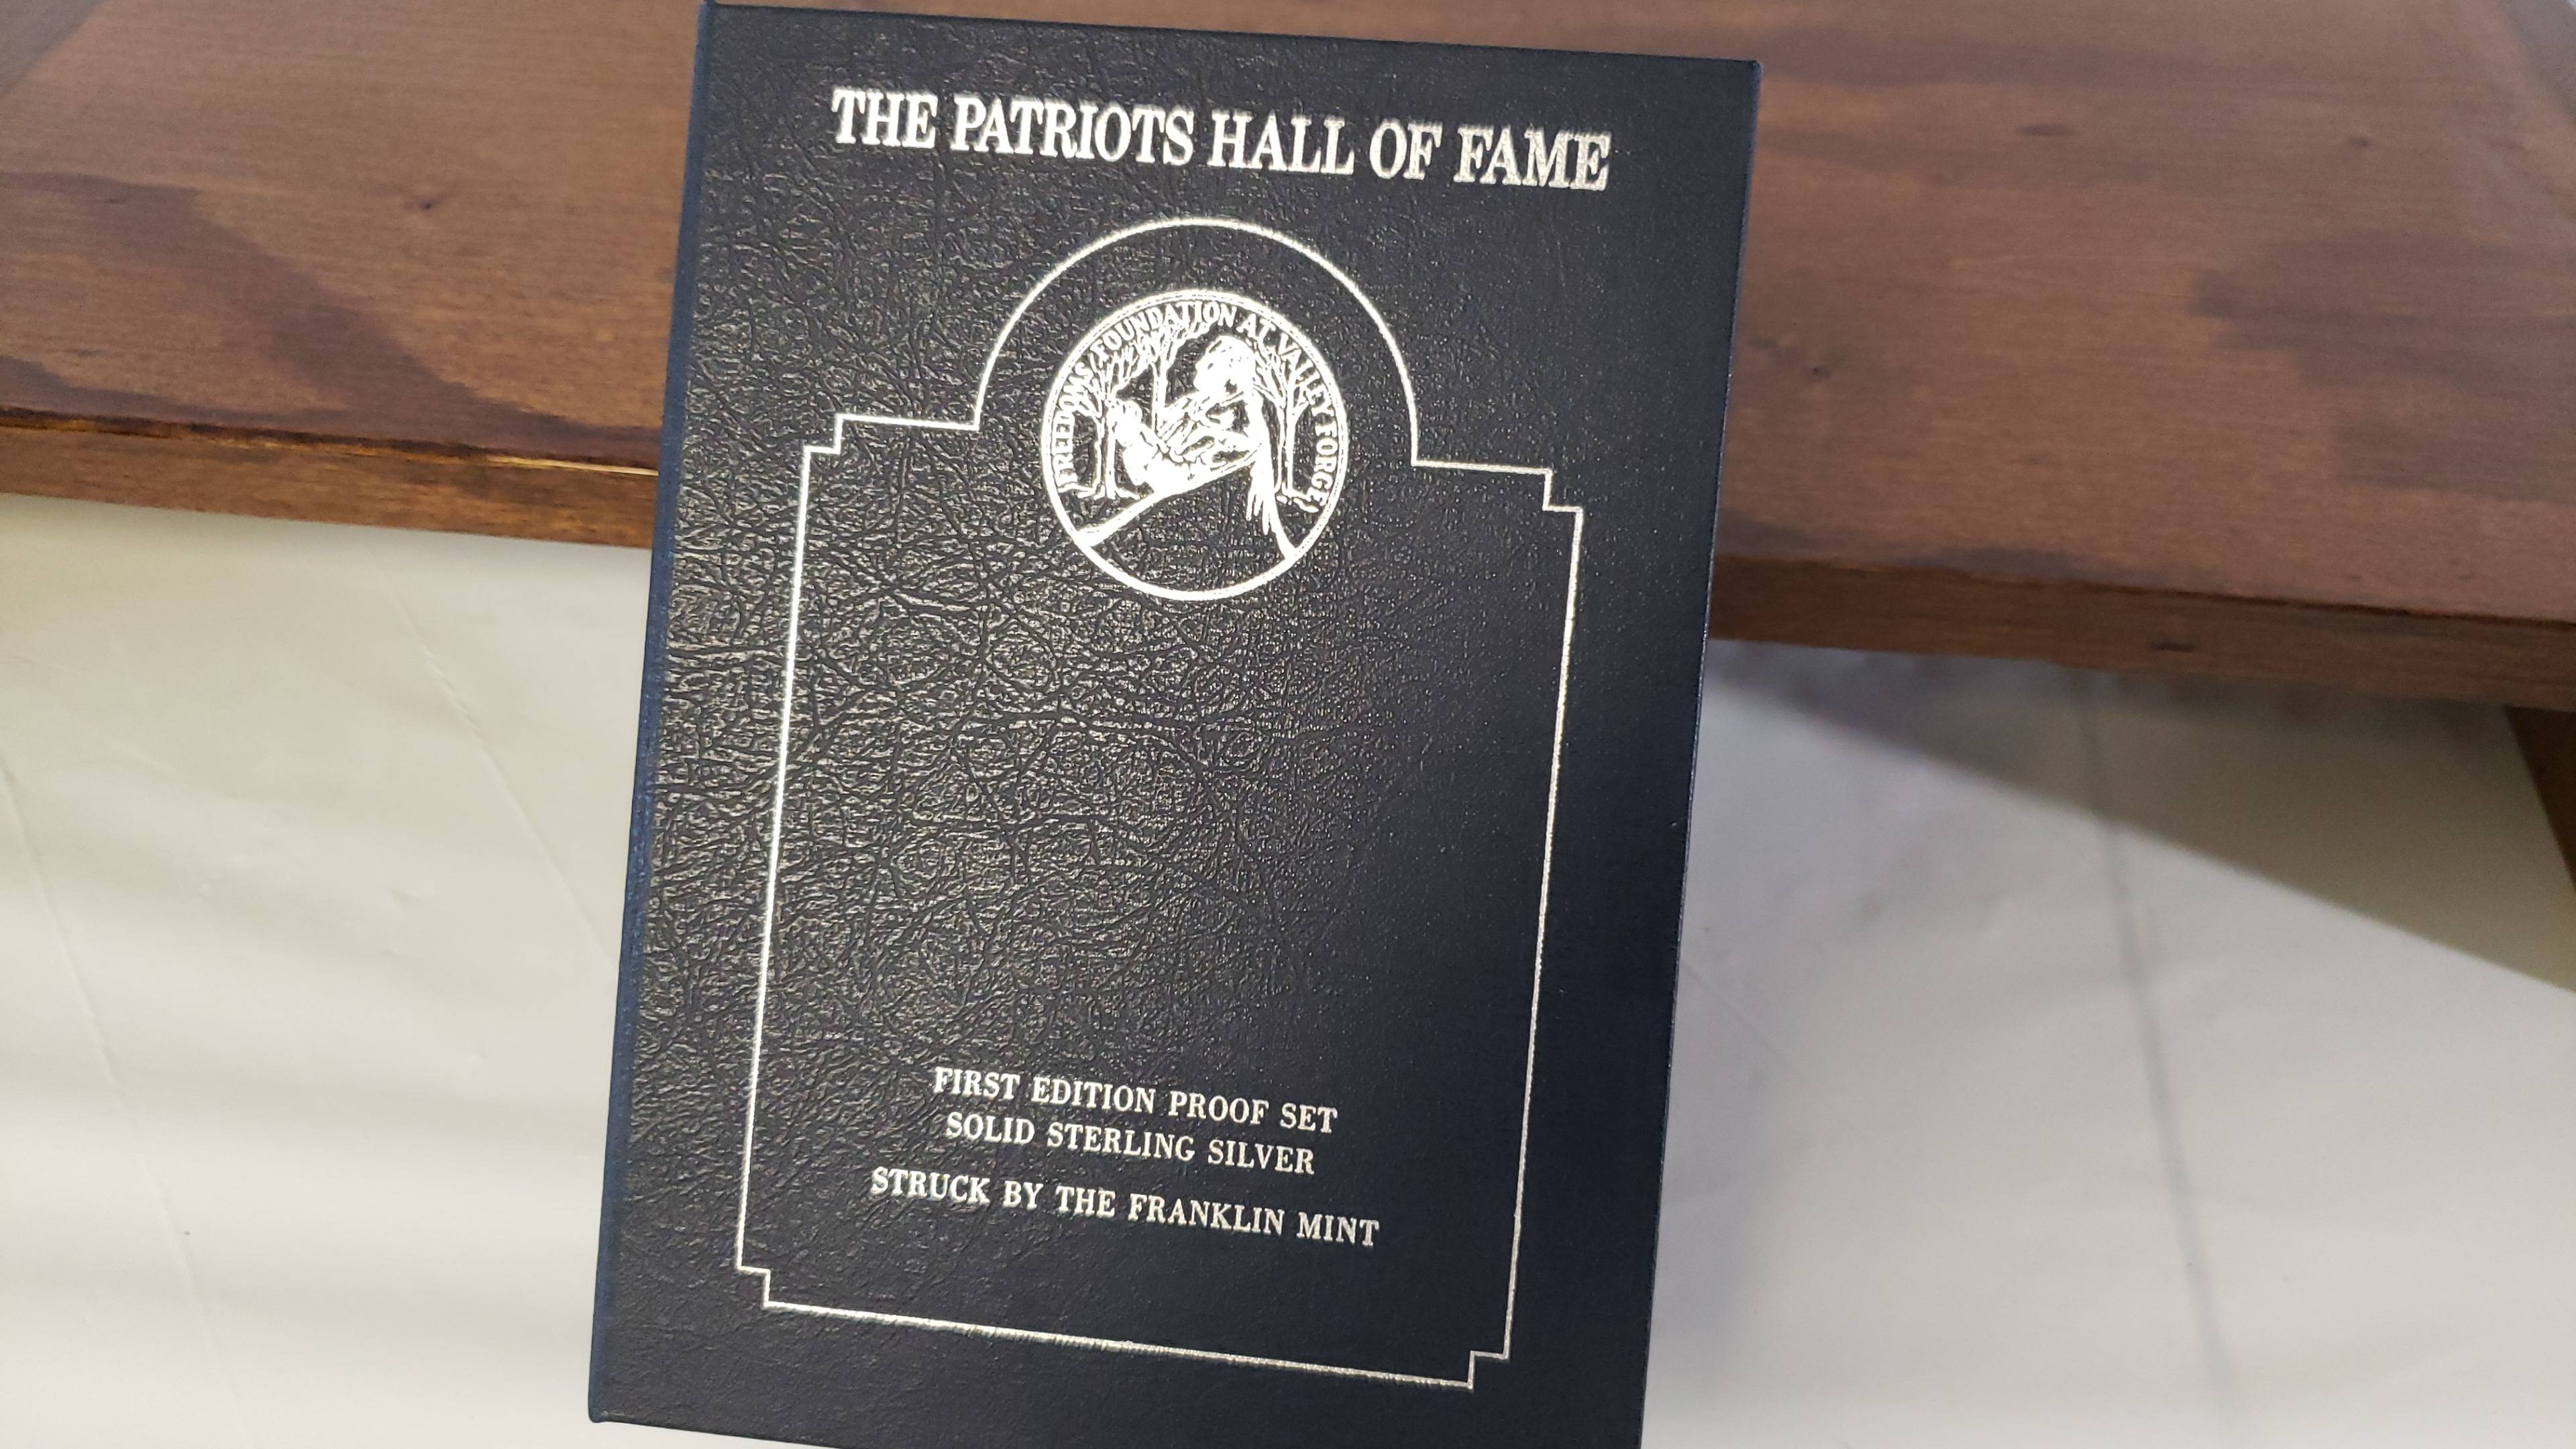 THE PATRIOTS HALL OF FAME
FREEDOMS FOUNDATION AT VALLEY FORGE
FIRST EDITION PROOF SET
SOLID STERLING SILVER
STRUCK BY THE FRANKLIN MINT